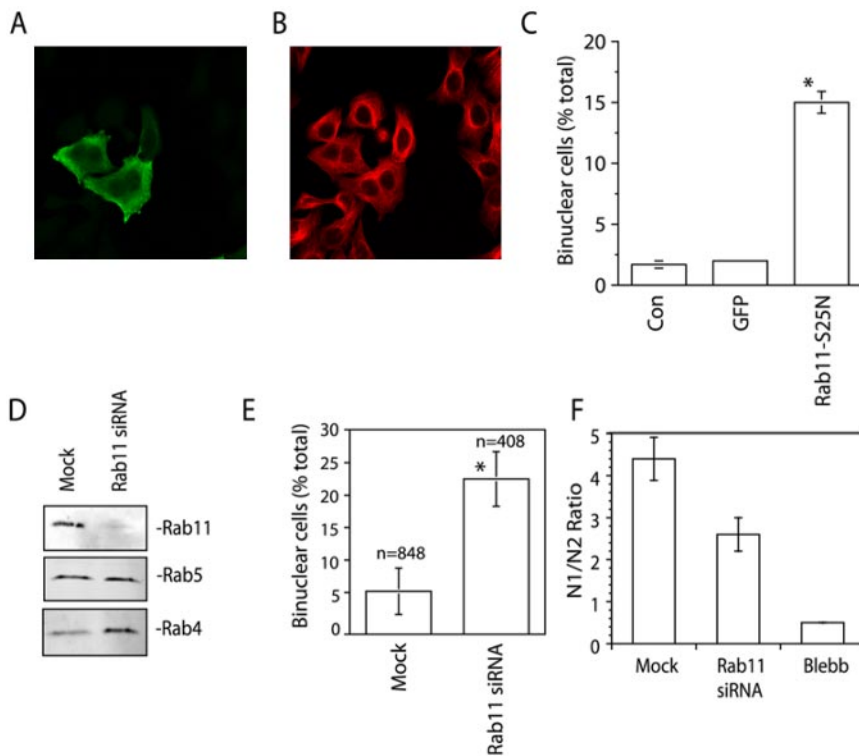 A
B
C
Binuclear cells (% total)
20
15
10
5
0
*
Con
GFP
Rab11-S25N
D
Mock
Rab11 siRNA
-Rab11
-Rab5
-Rab4
E
Binuclear cells (% total)
30
25
20
15
10
5
0
n=848
n=408
*
Mock
Rab11 siRNA
F
N1/N2 Ratio
5
4
3
2
1
0
Mock
Rab11
siRNA
Blebb